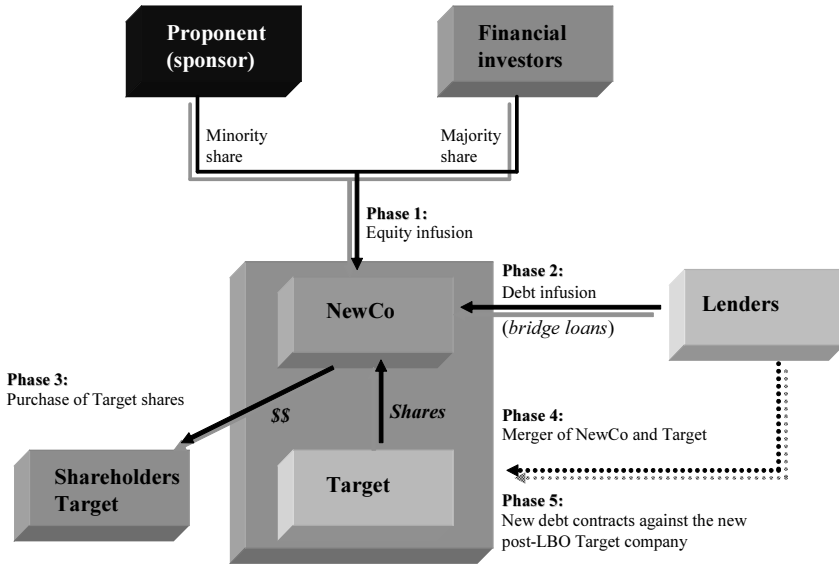 Proponent
(sponsor)
Financial
investors
Minority
share
Majority
share
Phase 1:
Equity infusion
Phase 2:
Debt infusion
(bridge loans)
NewCo
Lenders
Phase 3:
Purchase of Target shares
$$
Shares
Phase 4:
Merger of NewCo and Target
Shareholders
Target
Target
Phase 5:
New debt contracts against the new
post-LBO Target company